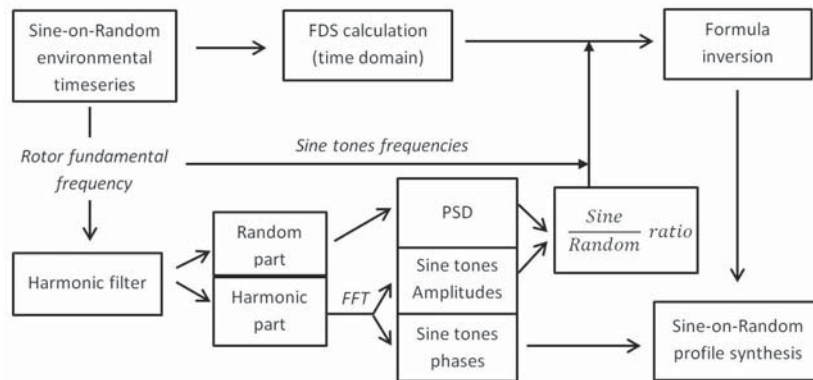 Sine-on-Random
environmental
timeseries
FDS calculation
(time domain)
Formula
inversion
Rotor fundamental
frequency
Sine tones frequencies
Harmonic filter
Random
part
Harmonic
part
FFT
PSD
Sine tones
Amplitudes
Sine tones
phases
Sine
Random
ratio
Sine-on-Random
profile synthesis